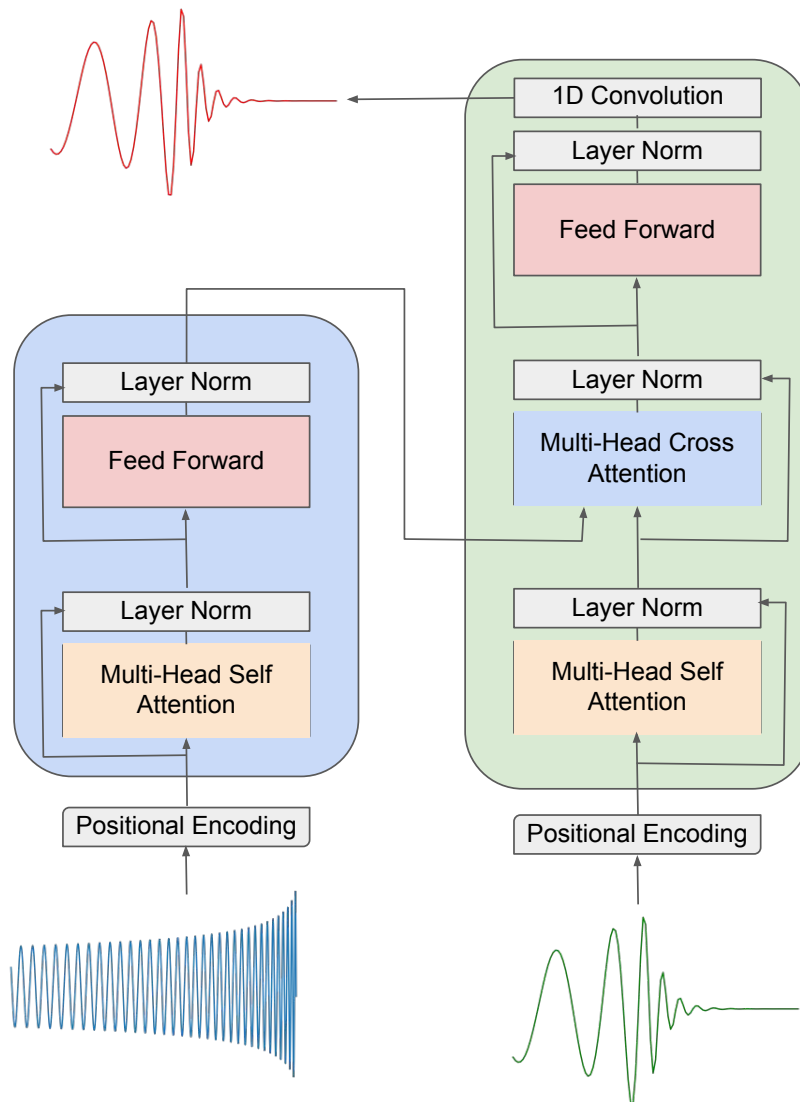 1D Convolution
Layer Norm
Feed Forward
Layer Norm
Multi-Head Cross
Attention
Layer Norm
Multi-Head Self
Attention
Positional Encoding
Layer Norm
Feed Forward
Layer Norm
Multi-Head Self
Attention
Positional Encoding